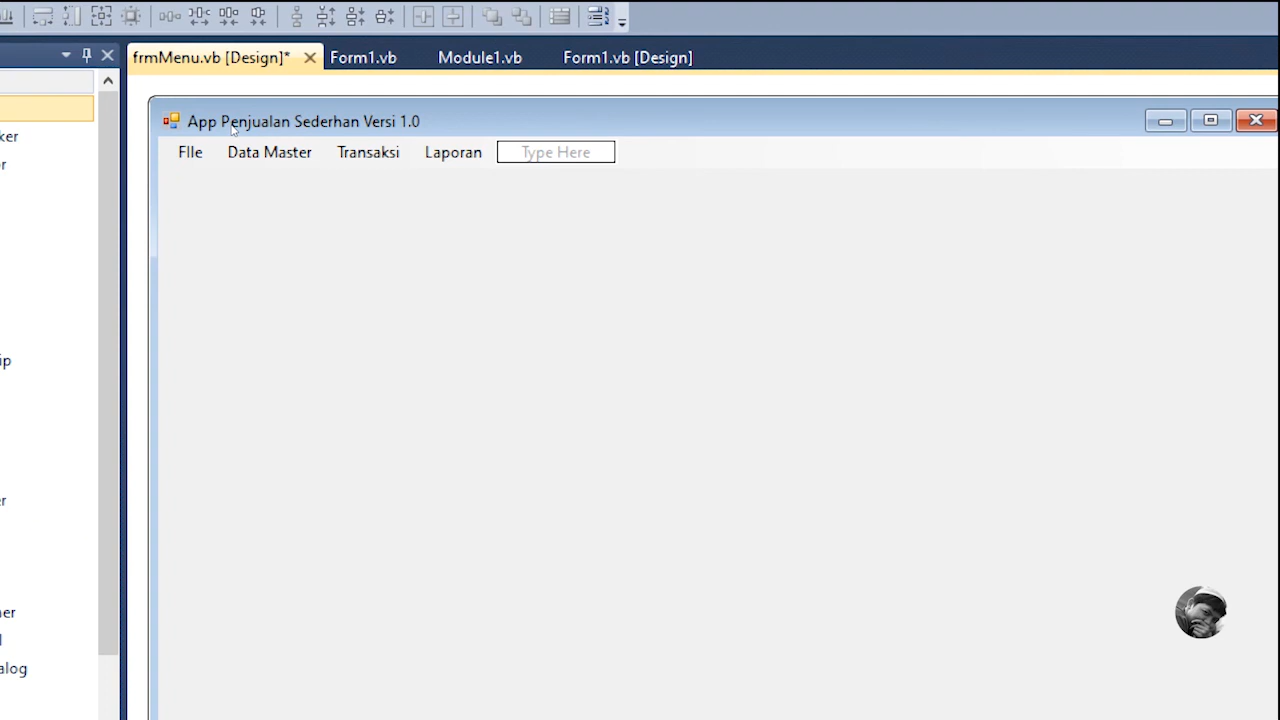 frmMenu.vb [Design]* Form1.vb Module1.vb Form1.vb [Design]
App Penjualan Sederhan Versi 1.0
FIle Data Master Transaksi Laporan Type Here
ker
r
ip
er
ner
l
alog